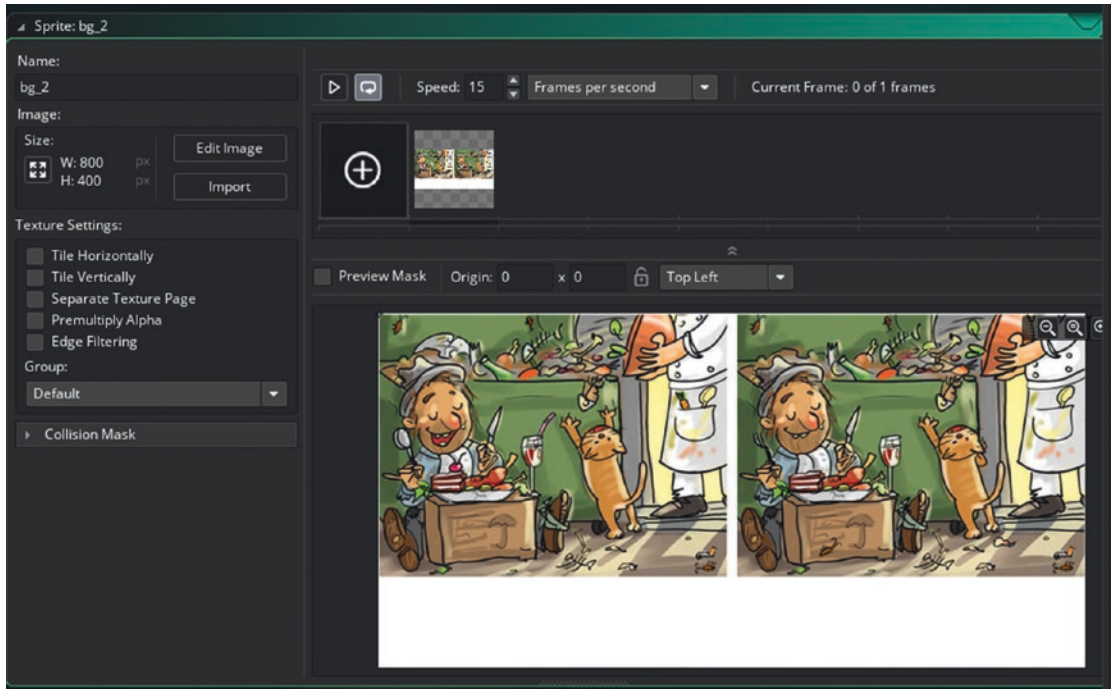 Sprite: bg_2
Name:
bg_2
Image:
Size:
W: 800 px
H: 400 px
Edit Image
Import
Texture Settings:
Tile Horizontally
Tile Vertically
Separate Texture Page
Premultiply Alpha
Edge Filtering
Group:
Default
Collision Mask
Speed: 15 Frames per second Current Frame: 0 of 1 frames
Preview Mask Origin: 0 x 0 Top Left